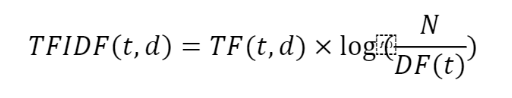 TFIDF(t, d) = TF(t, d) × log(N/DF(t))